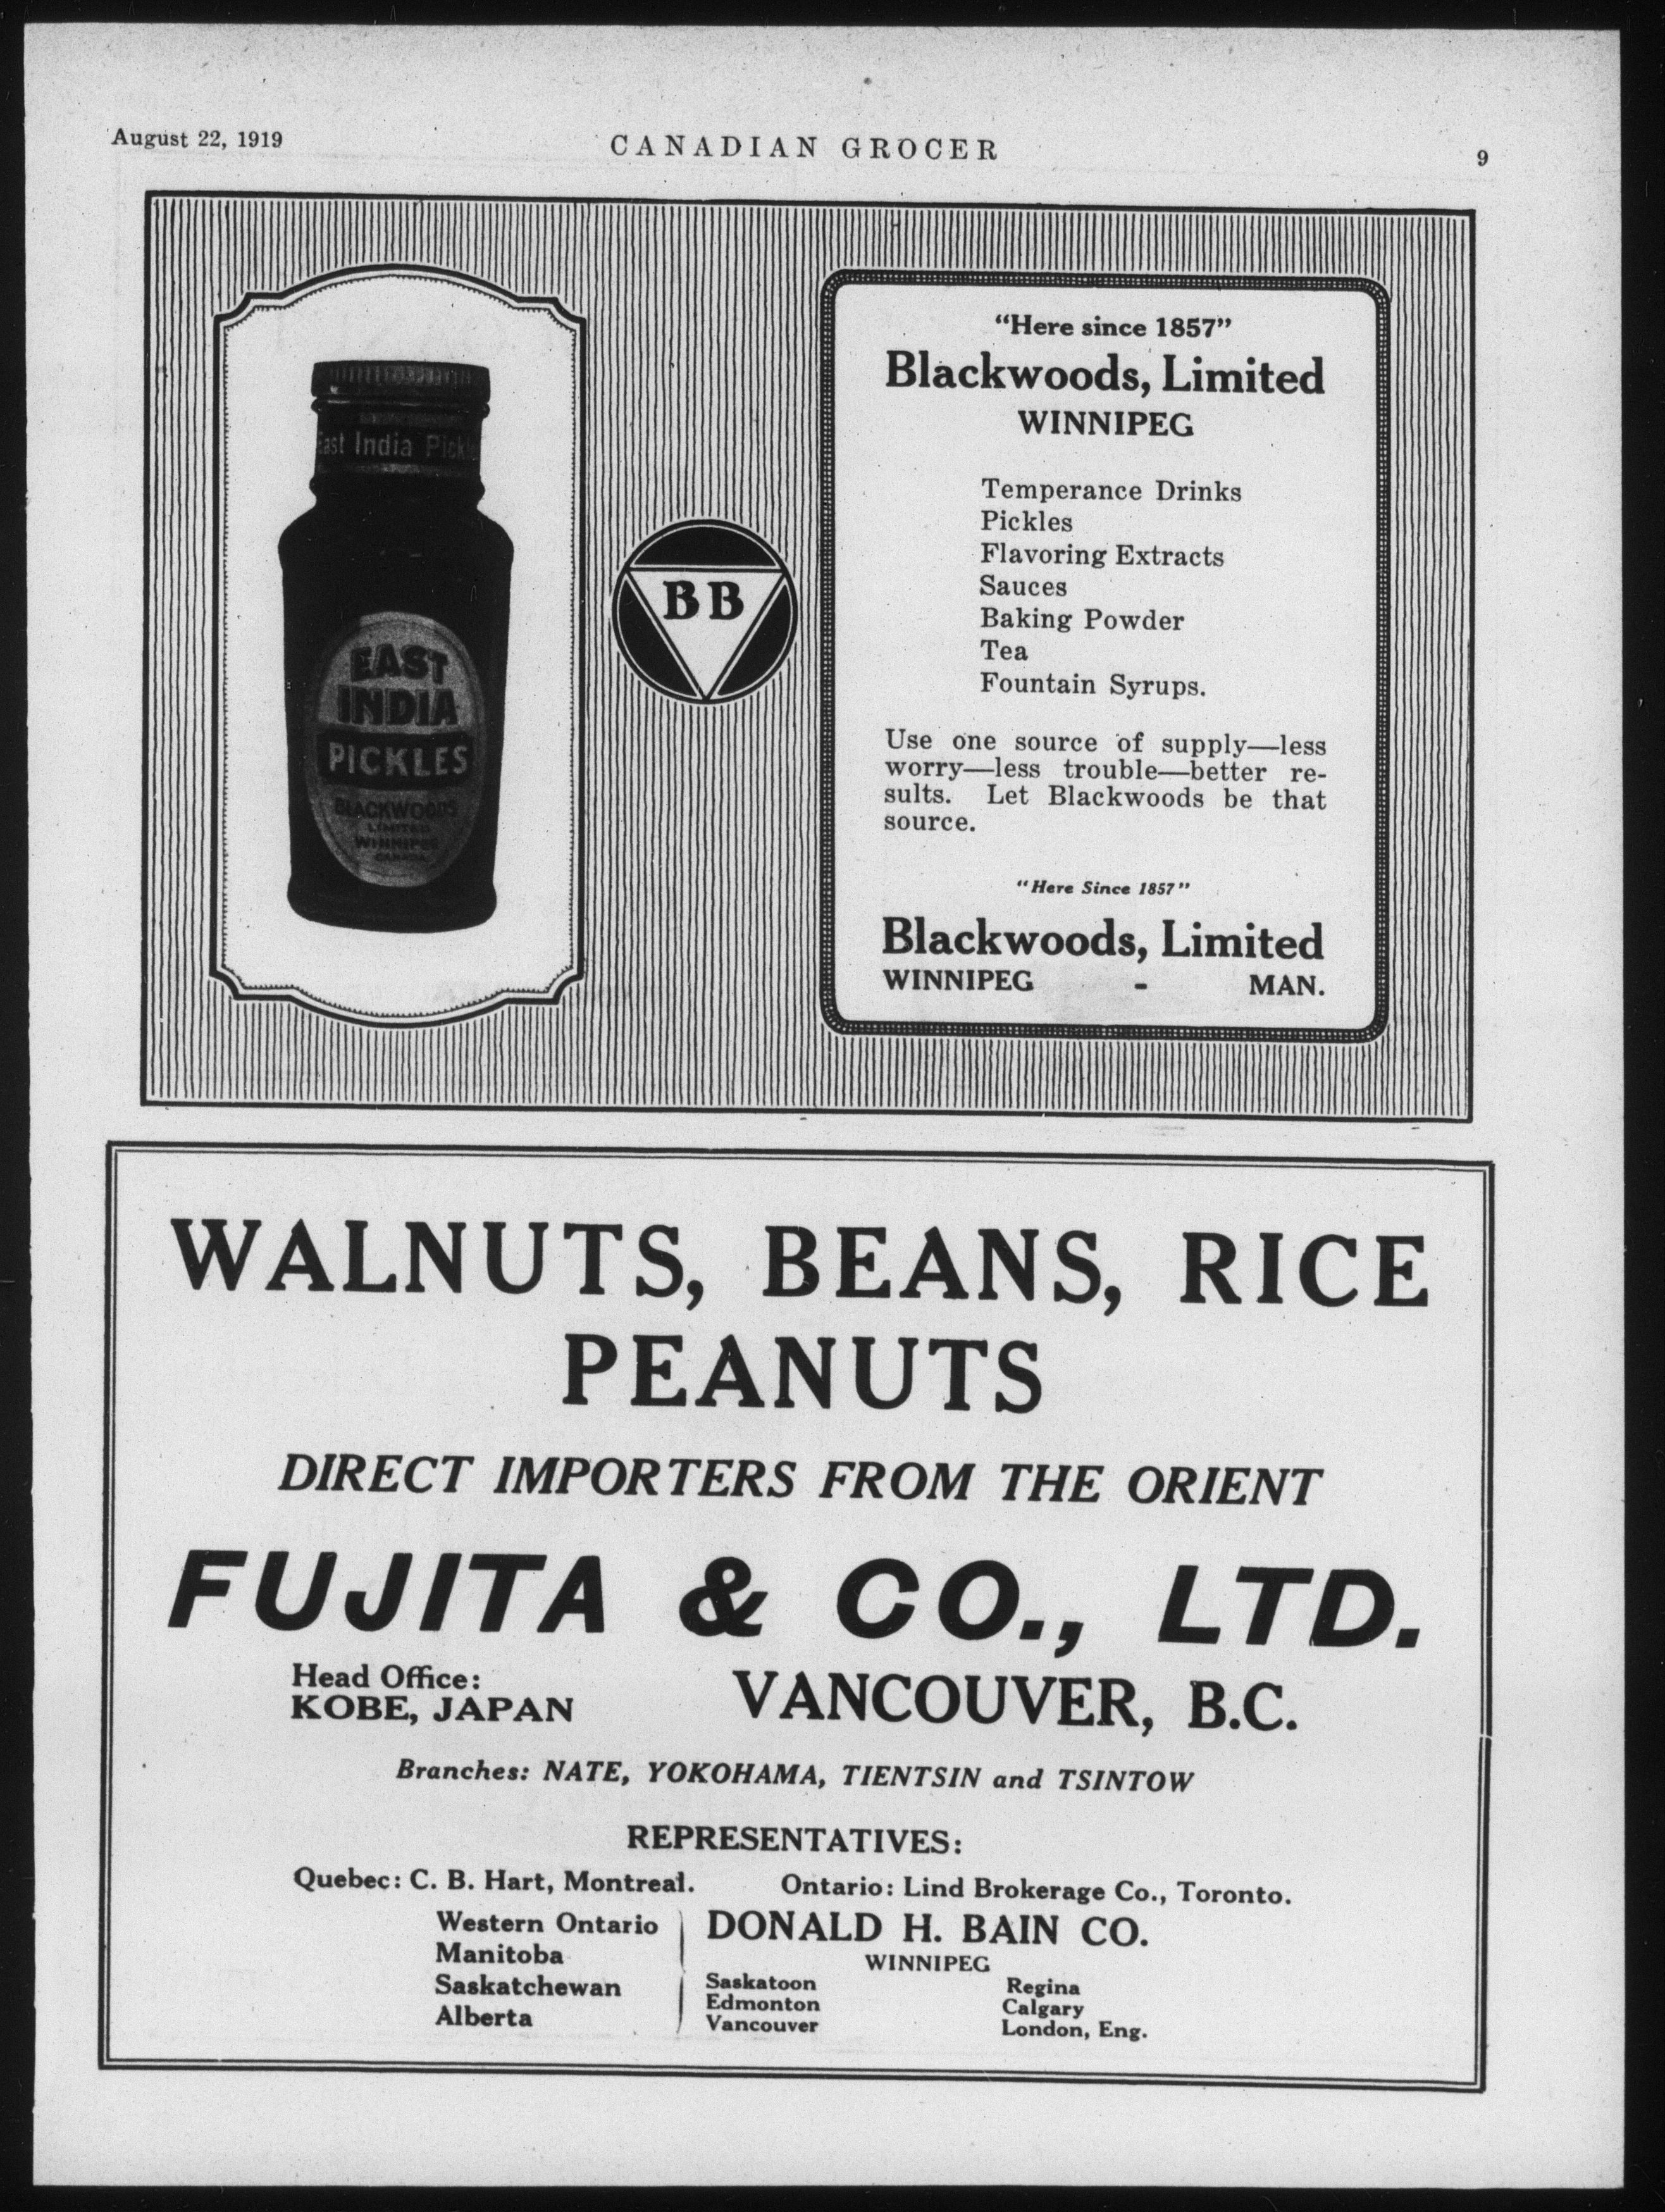 August 22, 1919
CANADIAN GROCER
9
East India Pickl
EAST
INDIA
PICKLES
BLACKWOODS
LIMITED
WINNIPEG
CANADA
BB
"Here since 1857"
Blackwoods, Limited
WINNIPEG
Temperance Drinks
Pickles
Flavoring Extracts
Sauces
Baking Powder
Tea
Fountain Syrups.
Use one source of supply—less
worry—less trouble—better re-
sults. Let Blackwoods be that
source.
"Here Since 1857"
Blackwoods, Limited
WINNIPEG - MAN.
WALNUTS, BEANS, RICE
PEANUTS
DIRECT IMPORTERS FROM THE ORIENT
FUJITA & CO., LTD.
Head Office:
KOBE, JAPAN
VANCOUVER, B.C.
Branches: NATE, YOKOHAMA, TIENTSIN and TSINTOW
REPRESENTATIVES:
Quebec: C. B. Hart, Montreal. Ontario: Lind Brokerage Co., Toronto.
Western Ontario
Manitoba
Saskatchewan
Alberta
DONALD H. BAIN CO.
WINNIPEG
Saskatoon Regina
Edmonton Calgary
Vancouver London, Eng.